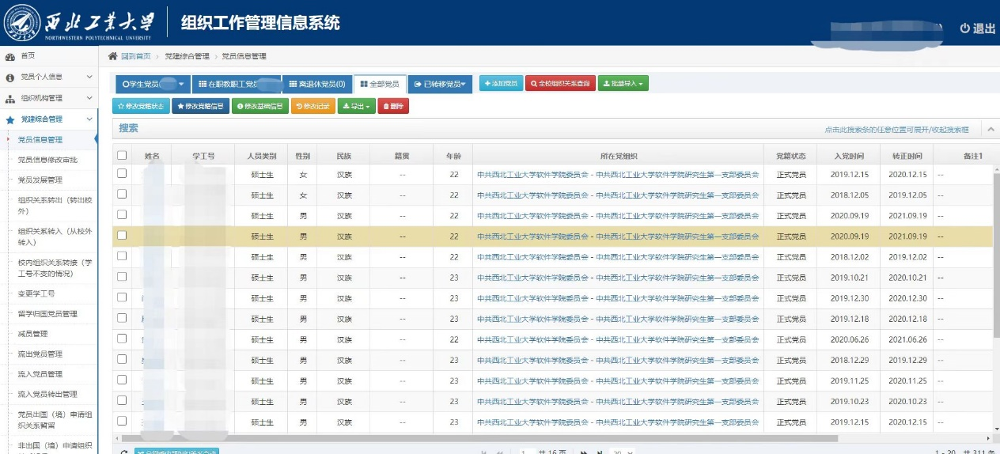 西北工业大学
NORTHWESTERN POLYTECHNICAL UNIVERSITY
组织工作管理信息系统
退出
首页
党员个人信息
组织机构管理
党建综合管理
党员信息管理
党员信息修改审批
党员发展管理
组织关系转出（转出校
外）
组织关系转入（从校外
转入）
校内组织关系转接（学
工号不变的情况）
变更学工号
留学归国党员管理
减员管理
流出党员管理
流入党员管理
流入党员转出管理
党员出国（境）申请组
织关系暂留
非出国（境）申请组织
回到首页 > 党建综合管理 > 党员信息管理
学生党员( 在职教职工党员 离退休党员(0) 全部党员 已转移党员 添加党员 全校组织关系查询 批量导入
修改党籍状态 修改党籍信息 修改基础信息 修改记录 导出 删除
搜索 点击此搜索条的任意位置可展开/收起搜索框
姓名 学工号 人员类别 性别 民族 籍贯 年龄 所在党组织 党籍状态 入党时间 转正时间 备注1
硕士生 女 汉族 -- 22 中共西北工业大学软件学院委员会 - 中共西北工业大学软件学院研究生第一支部委员会 正式党员 2019.12.15 2020.12.15 --
硕士生 女 汉族 -- 22 中共西北工业大学软件学院委员会 - 中共西北工业大学软件学院研究生第一支部委员会 正式党员 2018.12.05 2019.12.05 --
硕士生 男 汉族 -- 22 中共西北工业大学软件学院委员会 - 中共西北工业大学软件学院研究生第一支部委员会 正式党员 2020.09.19 2021.09.19 --
硕士生 男 汉族 -- 22 中共西北工业大学软件学院委员会 - 中共西北工业大学软件学院研究生第一支部委员会 正式党员 2020.09.19 2021.09.19 --
硕士生 男 汉族 -- 22 中共西北工业大学软件学院委员会 - 中共西北工业大学软件学院研究生第一支部委员会 正式党员 2018.12.02 2019.12.02 --
硕士生 男 汉族 -- 23 中共西北工业大学软件学院委员会 - 中共西北工业大学软件学院研究生第一支部委员会 正式党员 2019.10.21 2020.10.21 --
硕士生 男 汉族 -- 23 中共西北工业大学软件学院委员会 - 中共西北工业大学软件学院研究生第一支部委员会 正式党员 2019.12.30 2020.12.30 --
硕士生 男 汉族 -- 23 中共西北工业大学软件学院委员会 - 中共西北工业大学软件学院研究生第一支部委员会 正式党员 2019.12.18 2020.12.18 --
硕士生 男 汉族 -- 22 中共西北工业大学软件学院委员会 - 中共西北工业大学软件学院研究生第一支部委员会 正式党员 2020.06.26 2021.06.26 --
硕士生 男 汉族 -- 23 中共西北工业大学软件学院委员会 - 中共西北工业大学软件学院研究生第一支部委员会 正式党员 2018.12.29 2019.12.29 --
硕士生 男 汉族 -- 23 中共西北工业大学软件学院委员会 - 中共西北工业大学软件学院研究生第一支部委员会 正式党员 2019.11.25 2020.11.25 --
硕士生 男 汉族 -- 23 中共西北工业大学软件学院委员会 - 中共西北工业大学软件学院研究生第一支部委员会 正式党员 2019.10.23 2020.10.23 --
硕士生 男 汉族 -- 23 中共西北工业大学软件学院委员会 - 中共西北工业大学软件学院研究生第一支部委员会 正式党员 2019.12.15 2020.12.15 --
1 共 16 页 20 1 - 20 共 311 条